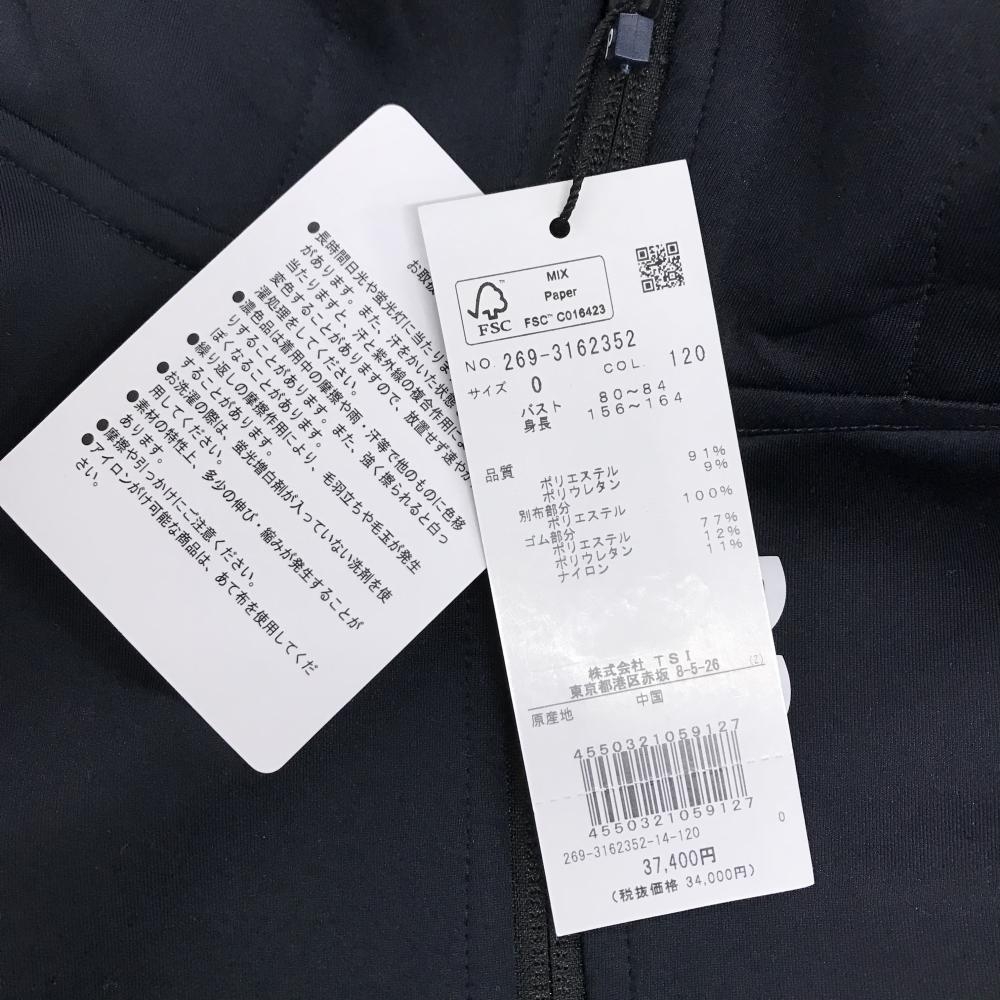 お取扱
●長時間日光や蛍光灯に当たりま
があります。また、汗をかいた状態
当たりますと、汗と紫外線の複合作用によ
変色することがありますので、放置せず速やか
濯処理をしてください。
●濃色品は着用中の摩擦や雨・汗等で他のものに色移
りすることがあります。また、強く擦られると白っ
ぽくなることがあります。
●繰り返しの摩擦作用により、毛羽立ちや毛玉が発生
することがあります。
●お洗濯の際は、蛍光増白剤が入っていない洗剤を使
用してください。
●素材の特性上、多少の伸び・縮みが発生することが
あります。
●摩擦や引っかけにご注意ください。
●アイロンがけ可能な商品は、あて布を使用してくだ
さい。
FSC™
MIX
Paper
FSC™ C016423
NO. 269-3162352
COL. 120
サイズ 0
バスト 80～84
身長 156～164
品質
ポリエステル 91%
ポリウレタン 9%
別布部分
ポリエステル 100%
ゴム部分
ポリエステル 77%
ポリウレタン 12%
ナイロン 11%
株式会社 TSI
東京都港区赤坂 8-5-26 (2)
原産地 中国
4550321059127
4550321059127
269-3162352-14-120 0
37,400円
(税抜価格 34,000円)